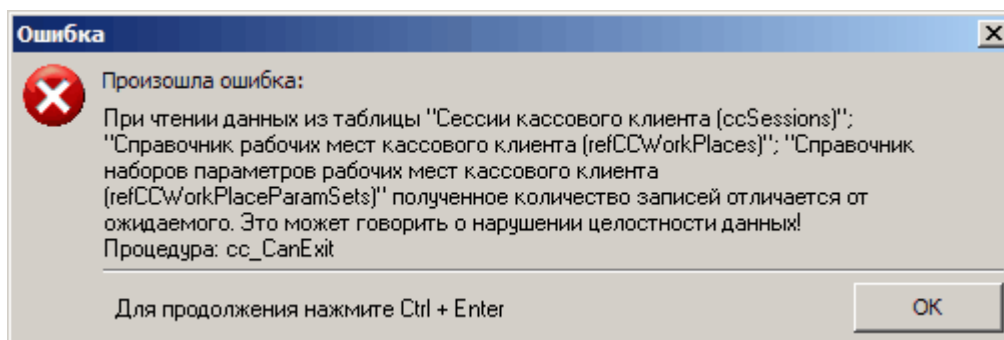 Ошибка
Произошла ошибка:
При чтении данных из таблицы "Сессии кассового клиента (ccSessions)";
"Справочник рабочих мест кассового клиента (refCCWorkPlaces)"; "Справочник
наборов параметров рабочих мест кассового клиента
(refCCWorkPlaceParamSets)" полученное количество записей отличается от
ожидаемого. Это может говорить о нарушении целостности данных!
Процедура: cc_CanExit
Для продолжения нажмите Ctrl + Enter
OK